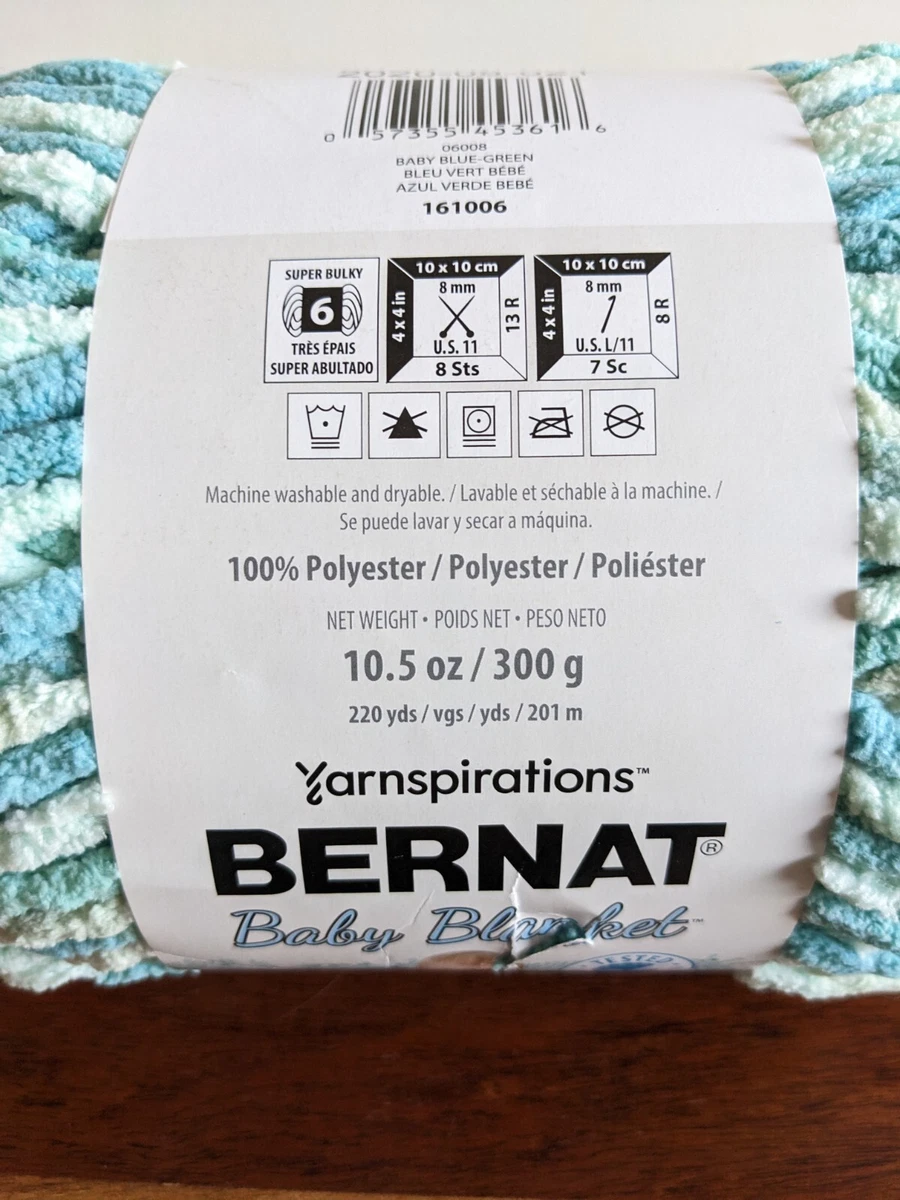 0 57355 45361 6
06008
BABY BLUE-GREEN
BLEU VERT BÉBÉ
AZUL VERDE BEBÉ
161006
SUPER BULKY
6
TRÈS ÉPAIS
SUPER ABULTADO
10 x 10 cm
4 x 4 in
8 mm
13 R
U.S. 11
8 Sts
10 x 10 cm
4 x 4 in
8 mm
8 R
U.S. L/11
7 Sc
Machine washable and dryable. / Lavable et séchable à la machine. /
Se puede lavar y secar a máquina.
100% Polyester / Polyester / Poliéster
NET WEIGHT • POIDS NET • PESO NETO
10.5 oz / 300 g
220 yds / vgs / yds / 201 m
Yarnspirations™
BERNAT®
Baby Blanket™
TESTED